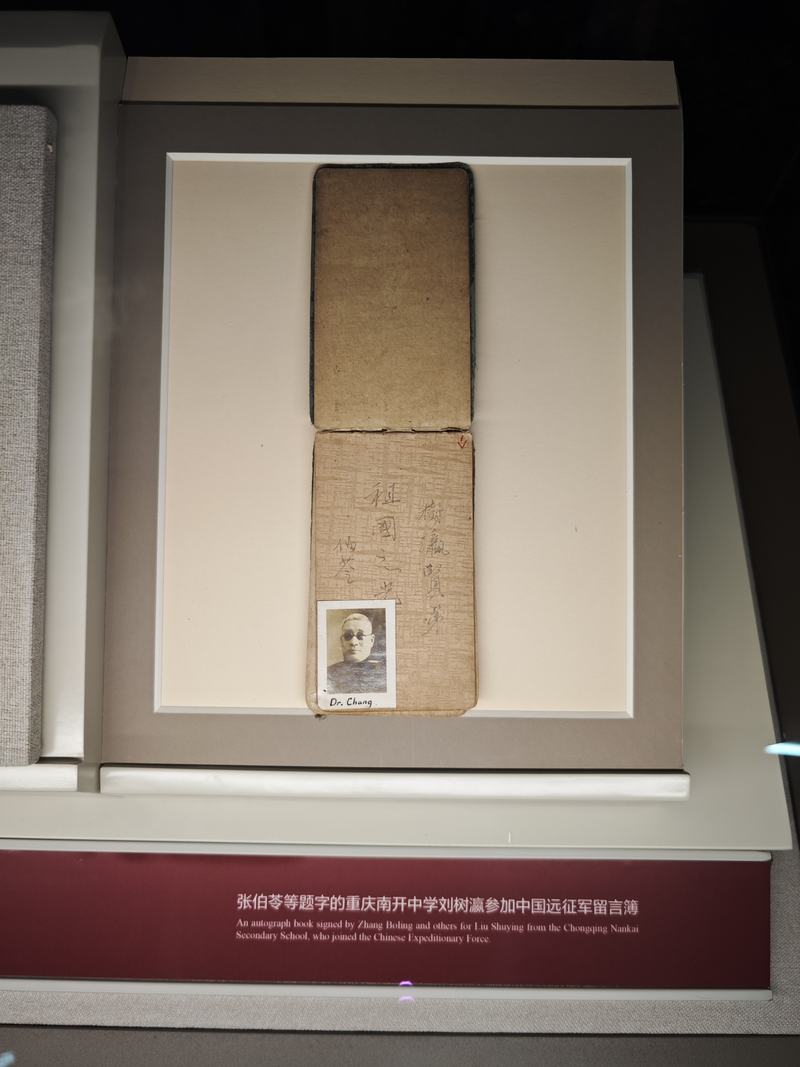 樹瀛賢弟
祖國之光
伯苓
Dr. Chang
张伯苓等题字的重庆南开中学刘树瀛参加中国远征军留言簿
An autograph book signed by Zhang Boling and others for Liu Shuying from the Chongqing Nankai
Secondary School, who joined the Chinese Expeditionary Force.